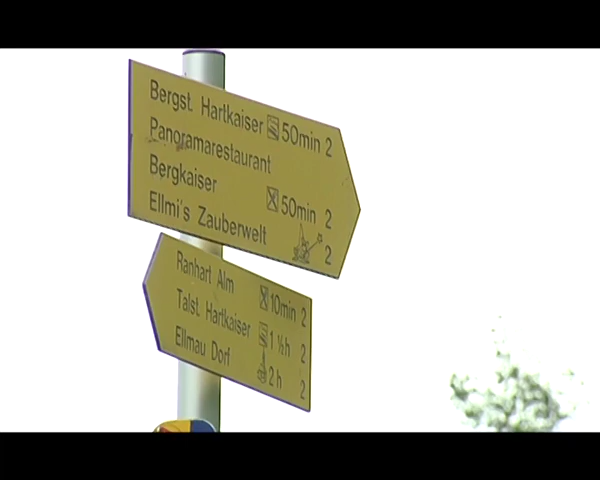 Bergst. Hartkaiser 50min 2
Panoramarestaurant
Bergkaiser 50min 2
Ellmi's Zauberwelt 2
Ranhart Alm 10min 2
Talst. Hartkaiser 1 ½h 2
Ellmau Dorf 2h 2